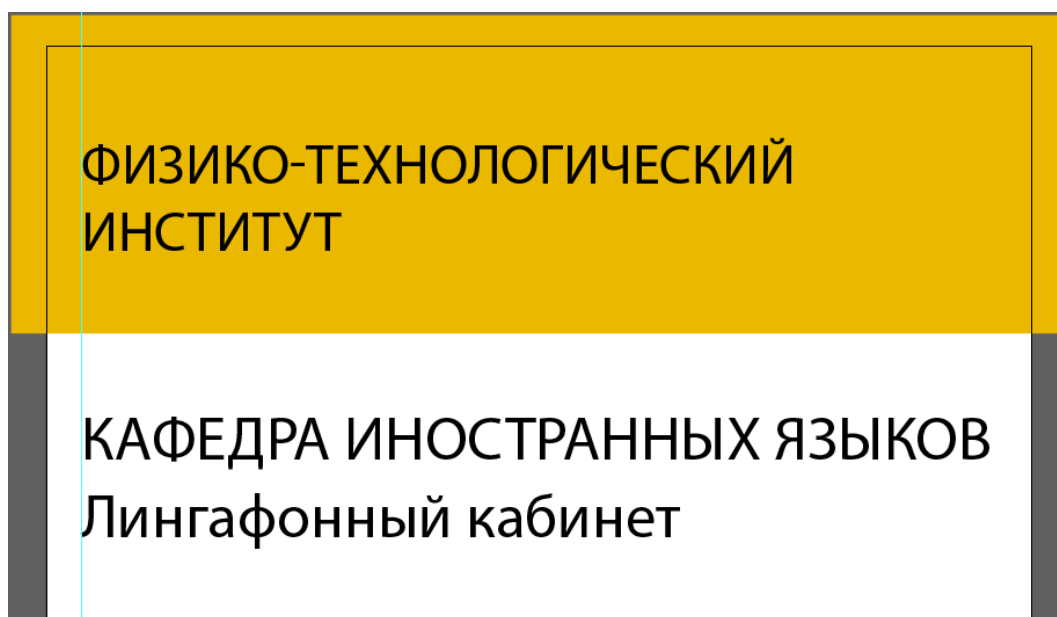 ФИЗИКО-ТЕХНОЛОГИЧЕСКИЙ
ИНСТИТУТ
КАФЕДРА ИНОСТРАННЫХ ЯЗЫКОВ
Лингафонный кабинет